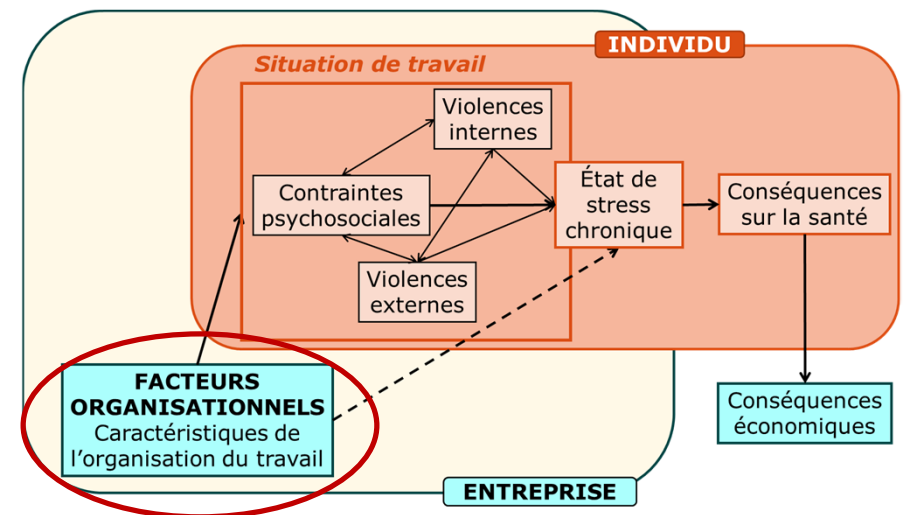 INDIVIDU
Situation de travail
Violences
internes
Contraintes
psychosociales
Violences
externes
État de
stress
chronique
Conséquences
sur la santé
FACTEURS
ORGANISATIONNELS
Caractéristiques de
l'organisation du travail
Conséquences
économiques
ENTREPRISE